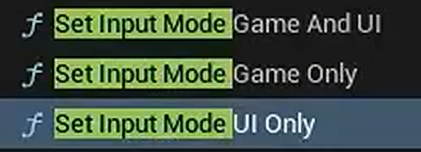 Set Input Mode Game And UI
Set Input Mode Game Only
Set Input Mode UI Only